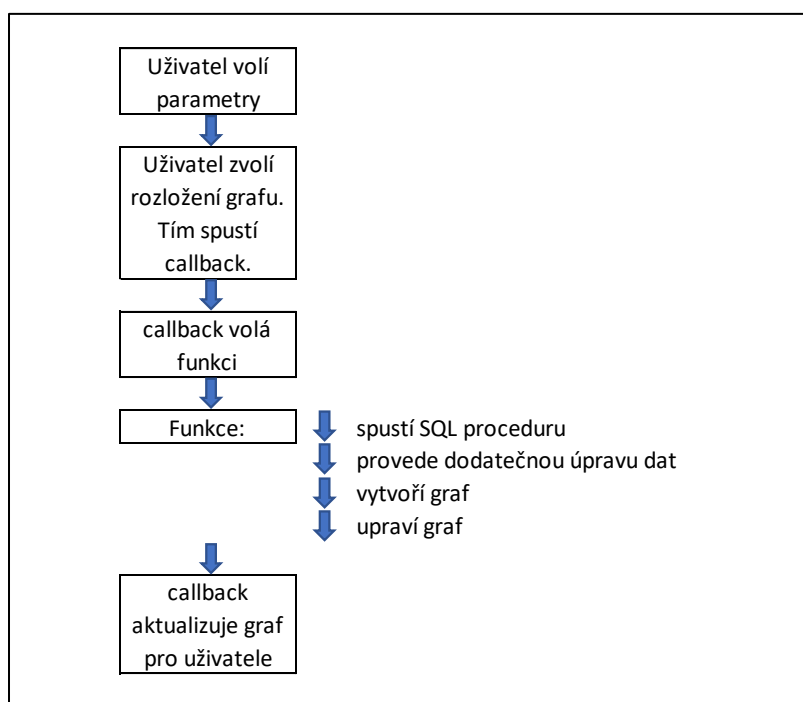 Uživatel volí
parametry
Uživatel zvolí
rozložení grafu.
Tím spustí
callback.
callback volá
funkci
Funkce:
spustí SQL proceduru
provede dodatečnou úpravu dat
vytvoří graf
upraví graf
callback
aktualizuje graf
pro uživatele